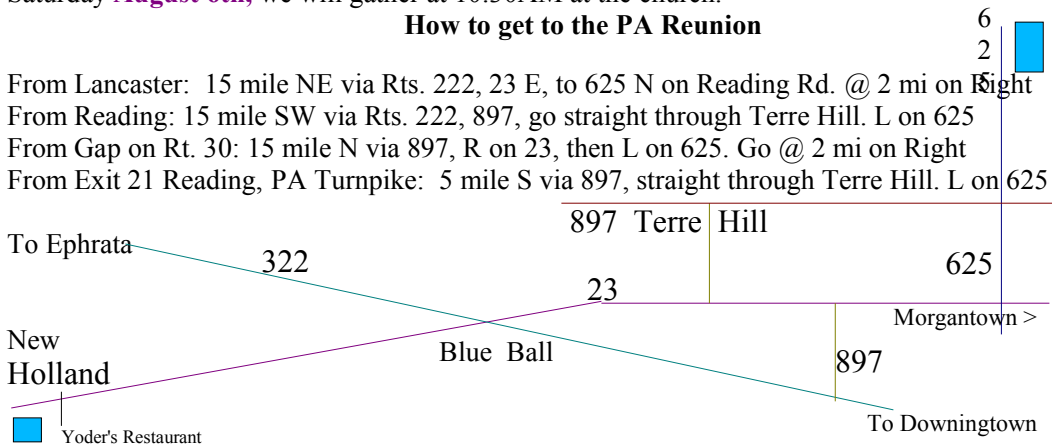 Saturday August 6th, we will gather at 10:30AM at the church.
How to get to the PA Reunion
6
2
5
From Lancaster: 15 mile NE via Rts. 222, 23 E, to 625 N on Reading Rd. @ 2 mi on Right
From Reading: 15 mile SW via Rts. 222, 897, go straight through Terre Hill. L on 625
From Gap on Rt. 30: 15 mile N via 897, R on 23, then L on 625. Go @ 2 mi on Right
From Exit 21 Reading, PA Turnpike: 5 mile S via 897, straight through Terre Hill. L on 625
897 Terre Hill
To Ephrata
322
625
23
Morgantown >
New
Holland
Blue Ball
897
To Downingtown
Yoder's Restaurant